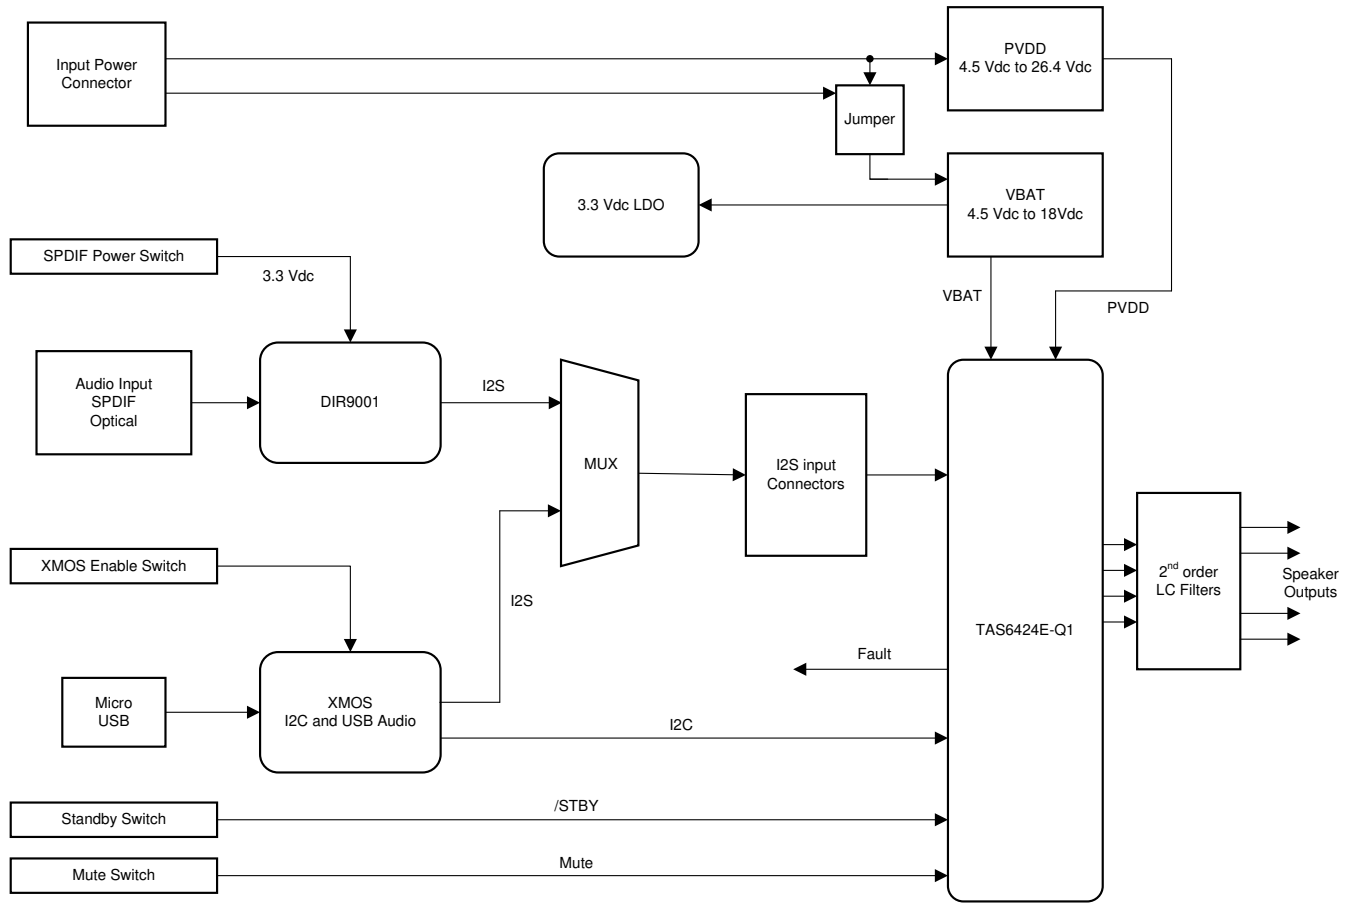 Input Power
Connector
PVDD
4.5 Vdc to 26.4 Vdc
Jumper
3.3 Vdc LDO
VBAT
4.5 Vdc to 18Vdc
SPDIF Power Switch
3.3 Vdc
VBAT
PVDD
Audio Input
SPDIF
Optical
DIR9001
I2S
MUX
I2S input
Connectors
XMOS Enable Switch
I2S
2nd order
LC Filters
Speaker
Outputs
TAS6424E-Q1
Fault
Micro
USB
XMOS
I2C and USB Audio
I2C
Standby Switch
/STBY
Mute Switch
Mute